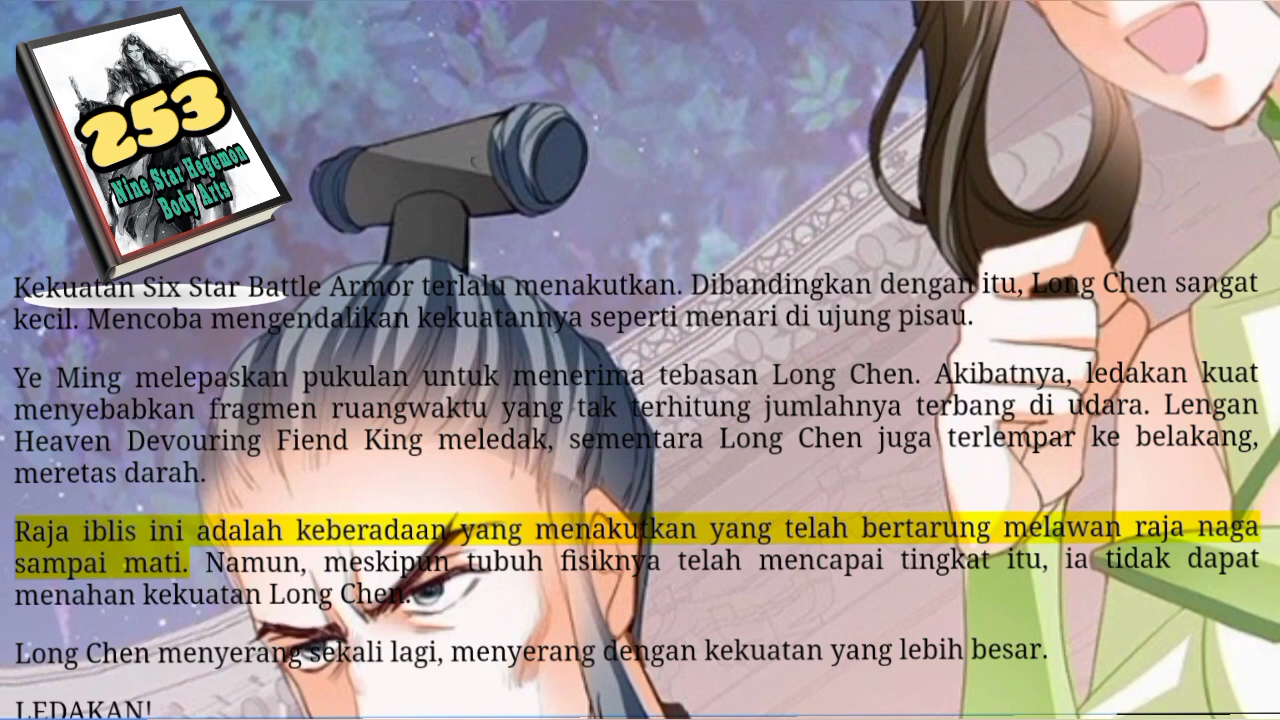 253
Nine Star Hegemon
Body Arts
Kekuatan Six Star Battle Armor terlalu menakutkan. Dibandingkan dengan itu, Long Chen sangat
kecil. Mencoba mengendalikan kekuatannya seperti menari di ujung pisau.
Ye Ming melepaskan pukulan untuk menerima tebasan Long Chen. Akibatnya, ledakan kuat
menyebabkan fragmen ruangwaktu yang tak terhitung jumlahnya terbang di udara. Lengan
Heaven Devouring Fiend King meledak, sementara Long Chen juga terlempar ke belakang,
meretas darah.
Raja iblis ini adalah keberadaan yang menakutkan yang telah bertarung melawan raja naga
sampai mati. Namun, meskipun tubuh fisiknya telah mencapai tingkat itu, ia tidak dapat
menahan kekuatan Long Chen.
Long Chen menyerang sekali lagi, menyerang dengan kekuatan yang lebih besar.
LEDAKAN!